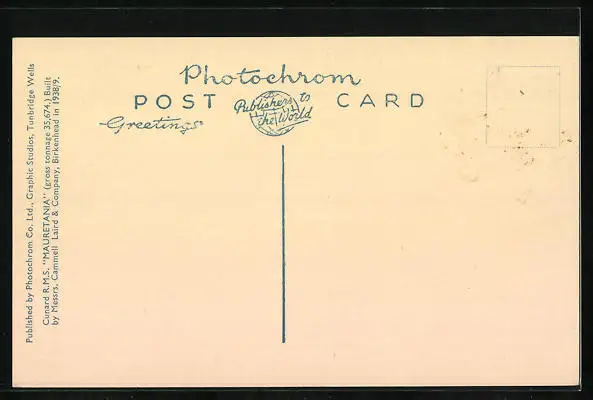 Photochrom
POST CARD
Publishers to
the World
Greetings
Published by Photochrom Co. Ltd., Graphic Studios, Tunbridge Wells
Cunard R.M.S. "MAURETANIA" (gross tonnage 35,674.) Built
by Messrs. Cammell Laird & Company, Birkenhead in 1938/9.